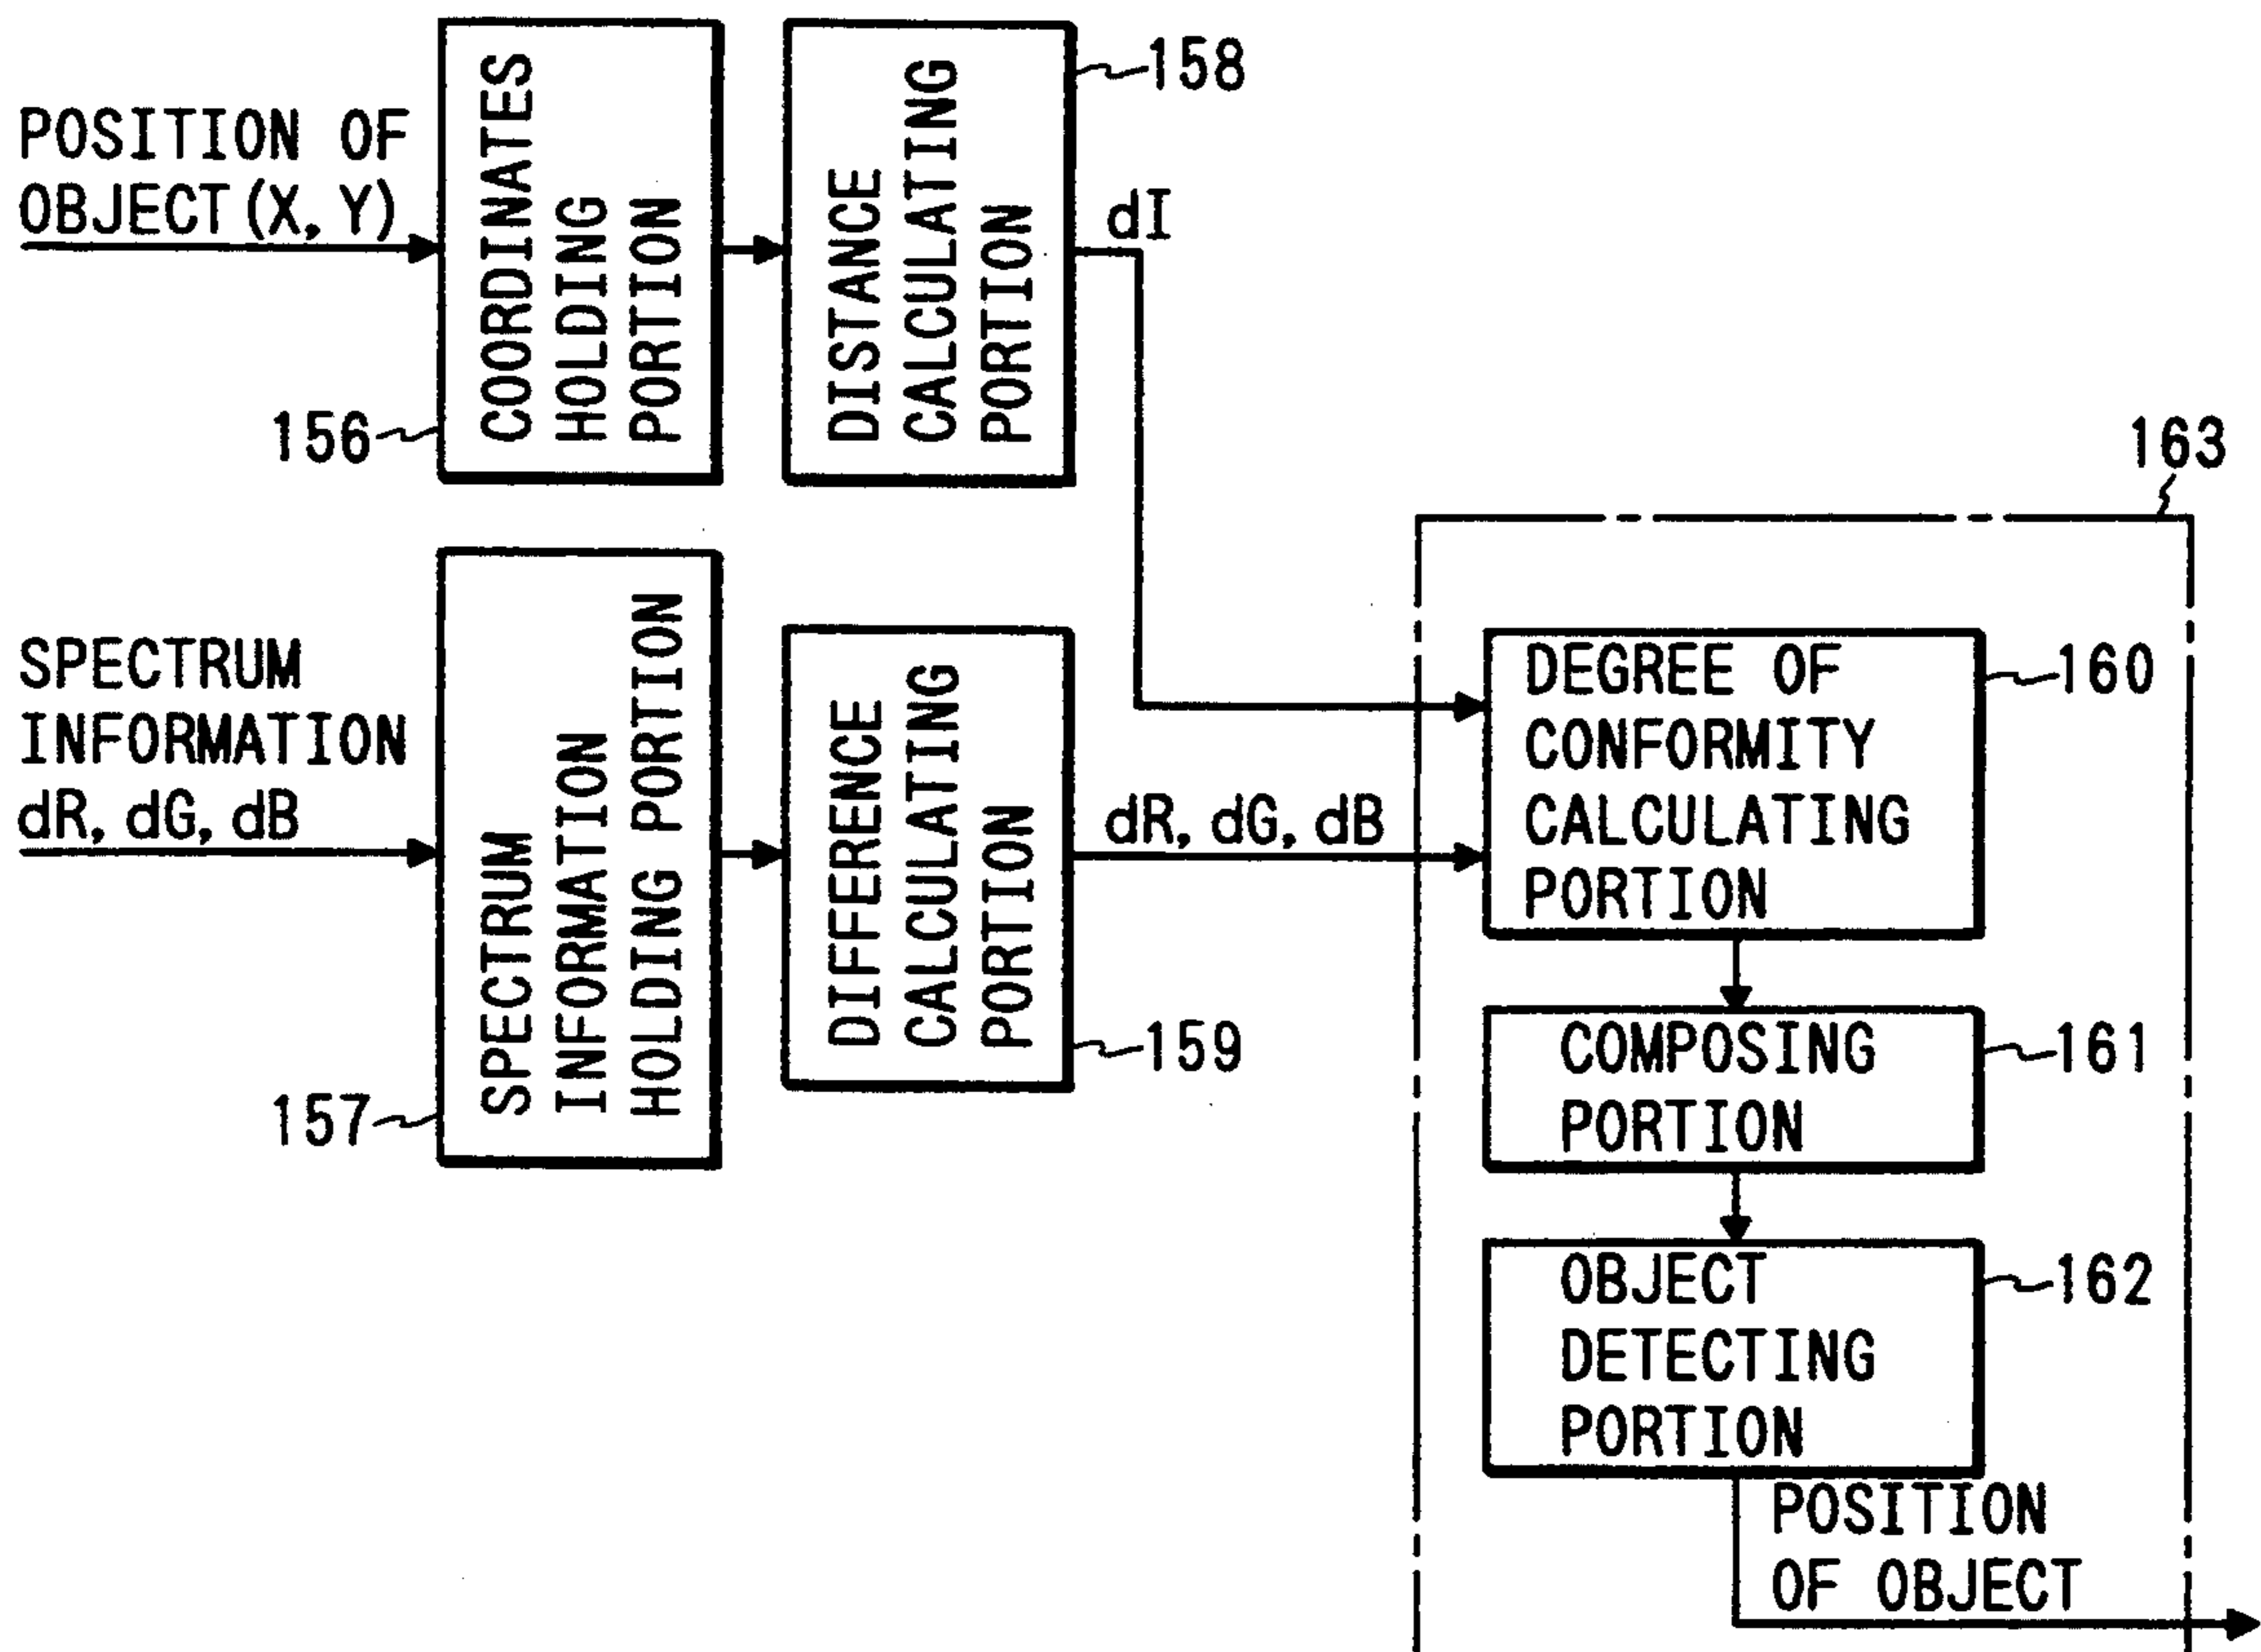 POSITION OF
OBJECT (X, Y)
COORDINATES
HOLDING
PORTION
156
DISTANCE
CALCULATING
PORTION
158
dI
SPECTRUM
INFORMATION
dR, dG, dB
SPECTRUM
INFORMATION
HOLDING PORTION
157
DIFFERENCE
CALCULATING
PORTION
159
dR, dG, dB
163
DEGREE OF
CONFORMITY
CALCULATING
PORTION
160
COMPOSING
PORTION
161
OBJECT
DETECTING
PORTION
162
POSITION
OF OBJECT